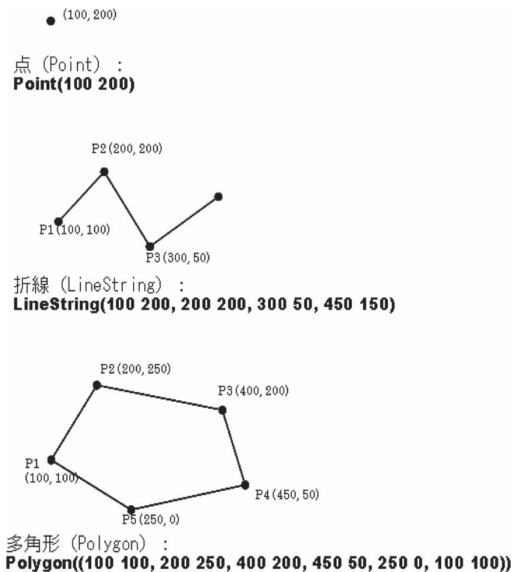 (100, 200)
点 (Point) :
Point(100 200)
P2(200, 200)
P1(100, 100)
P3(300, 50)
折線 (LineString) :
LineString(100 200, 200 200, 300 50, 450 150)
P2(200, 250)
P3(400, 200)
P1
(100, 100)
P4(450, 50)
P5(250, 0)
多角形 (Polygon) :
Polygon((100 100, 200 250, 400 200, 450 50, 250 0, 100 100))